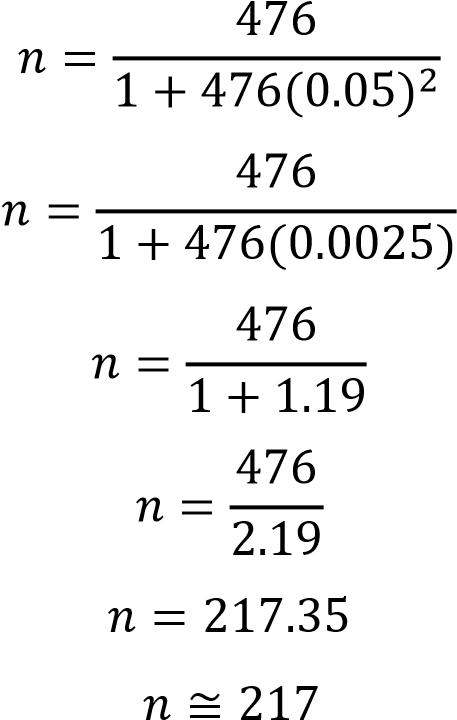 n = 476 / 1 + 476(0.05)²
n = 476 / 1 + 476(0.0025)
n = 476 / 1 + 1.19
n = 476 / 2.19
n = 217.35
n ≅ 217